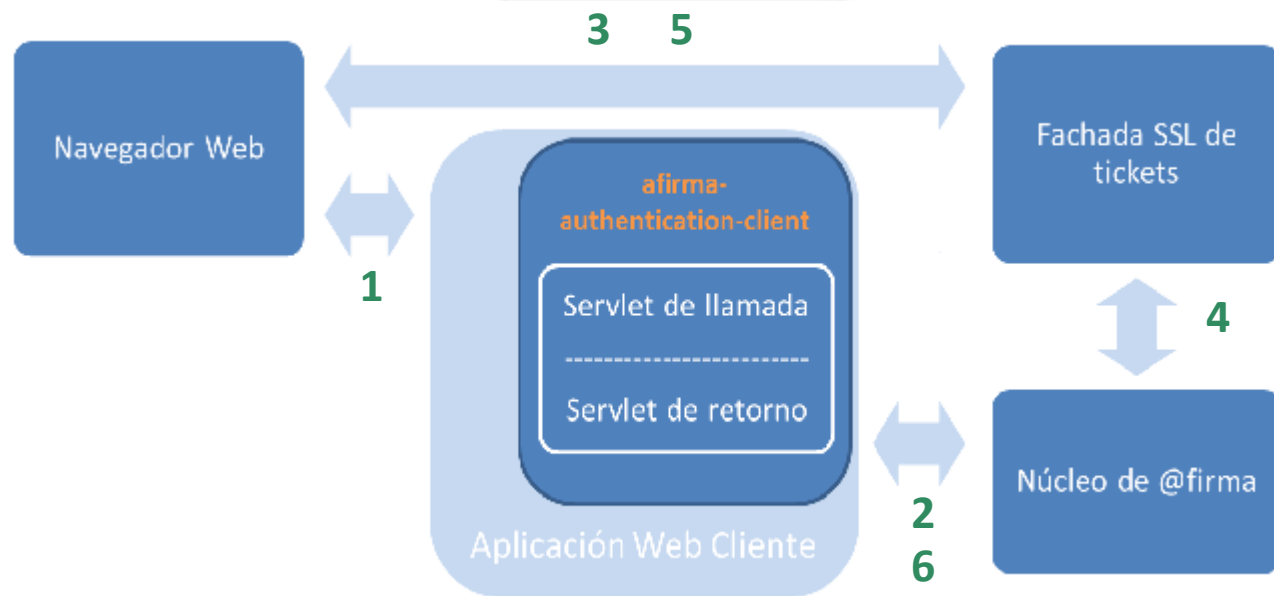 3 5
Navegador Web
Fachada SSL de
tickets
afirma-
authentication-client
1
Servlet de llamada
------------------------
Servlet de retorno
4
Núcleo de @firma
2
6
Aplicación Web Cliente